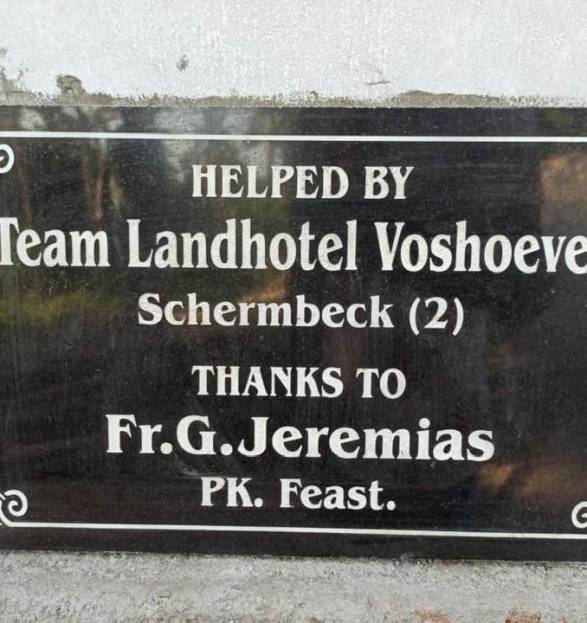 HELPED BY
Team Landhotel Voshoeve
Schermbeck (2)
THANKS TO
Fr.G.Jeremias
PK. Feast.